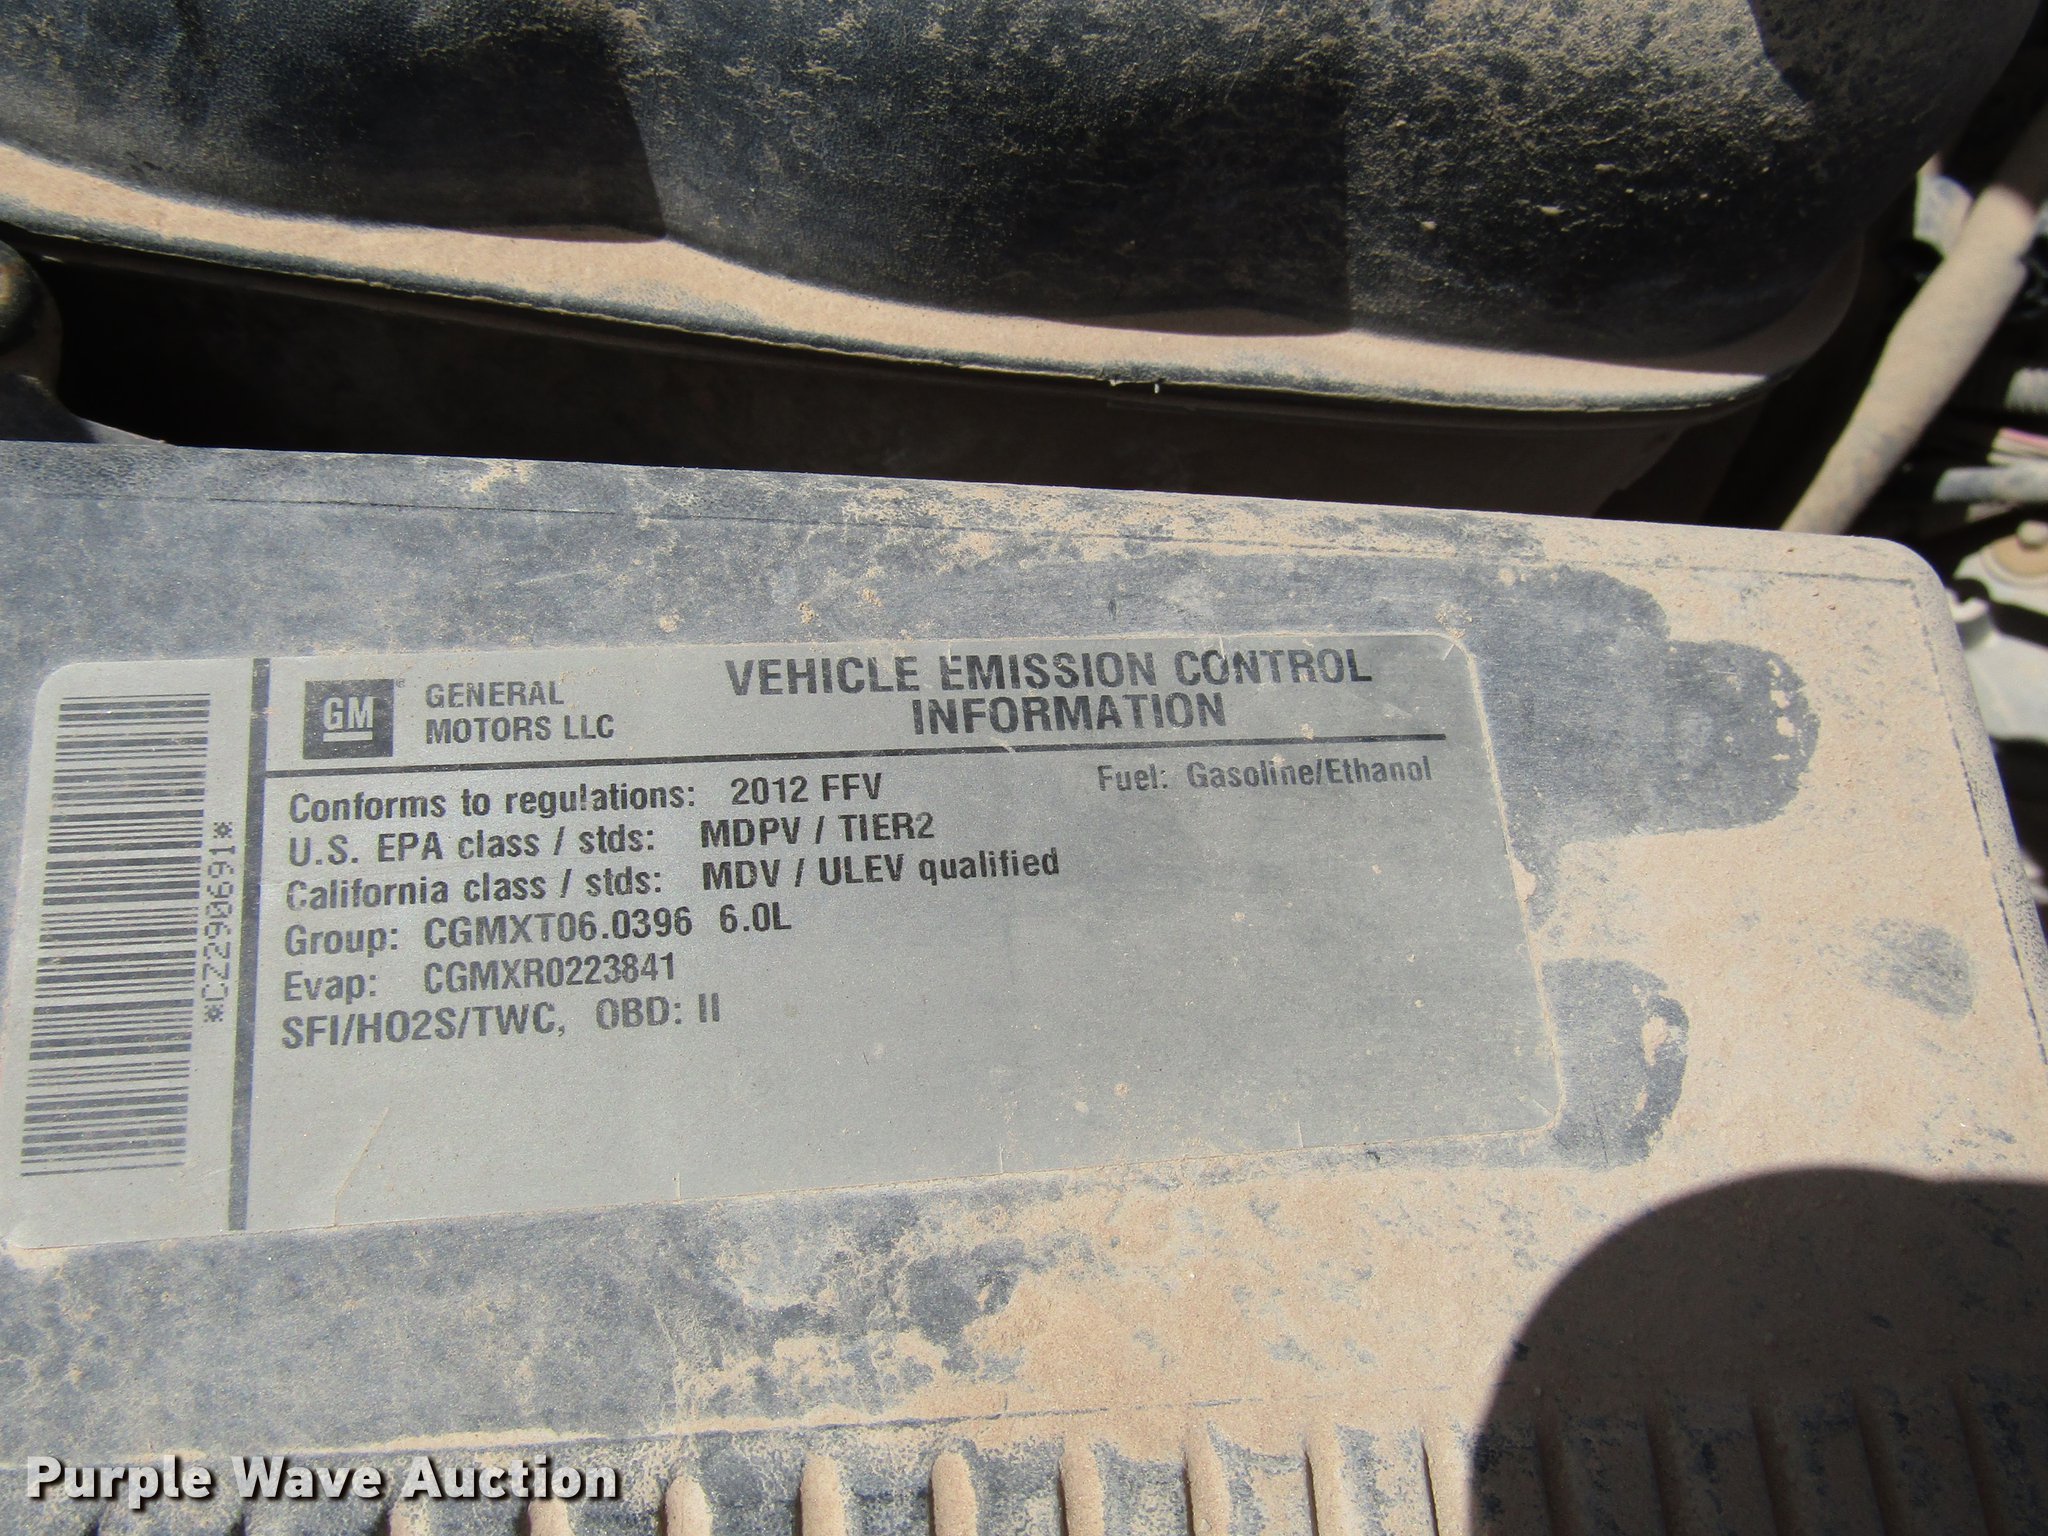 GM
GENERAL
MOTORS LLC
VEHICLE EMISSION CONTROL
INFORMATION
Conforms to regulations: 2012 FFV Fuel: Gasoline/Ethanol
U.S. EPA class / stds: MDPV / TIER2
California class / stds: MDV / ULEV qualified
Group: CGMXT06.0396 6.0L
Evap: CGMXR0223841
SFI/HO2S/TWC, OBD: II
*CZ290691*
Purple Wave Auction